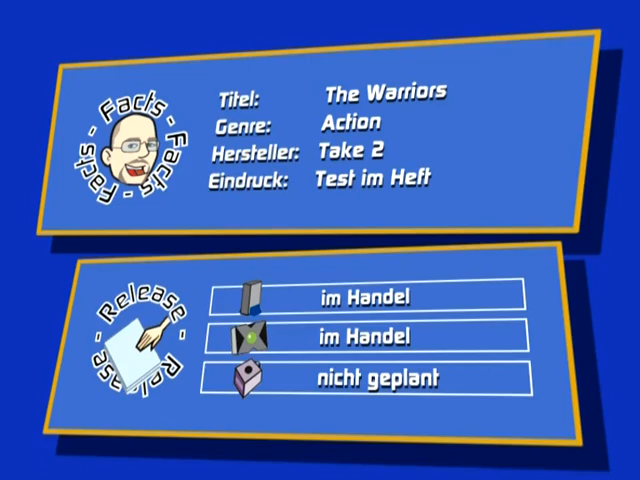 Facts - Facts - Facts -
Titel: The Warriors
Genre: Action
Hersteller: Take 2
Eindruck: Test im Heft
Release - Release -
im Handel
im Handel
nicht geplant